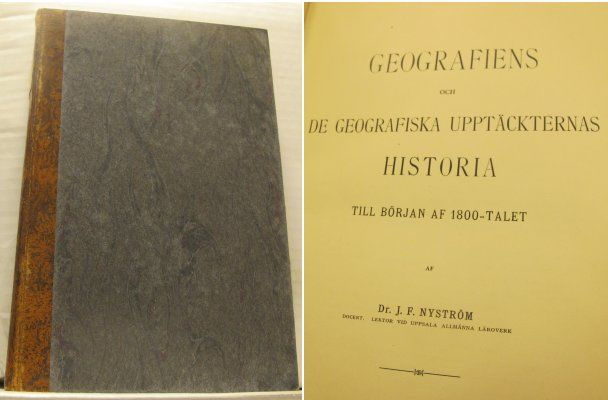 GEOGRAFIENS
OCH
DE GEOGRAFISKA UPPTÄCKTERNAS
HISTORIA
TILL BÖRJAN AF 1800-TALET
AF
Dr. J. F. NYSTRÖM
DOCENT, LEKTOR VID UPPSALA ALLMÄNNA LÄROVERK